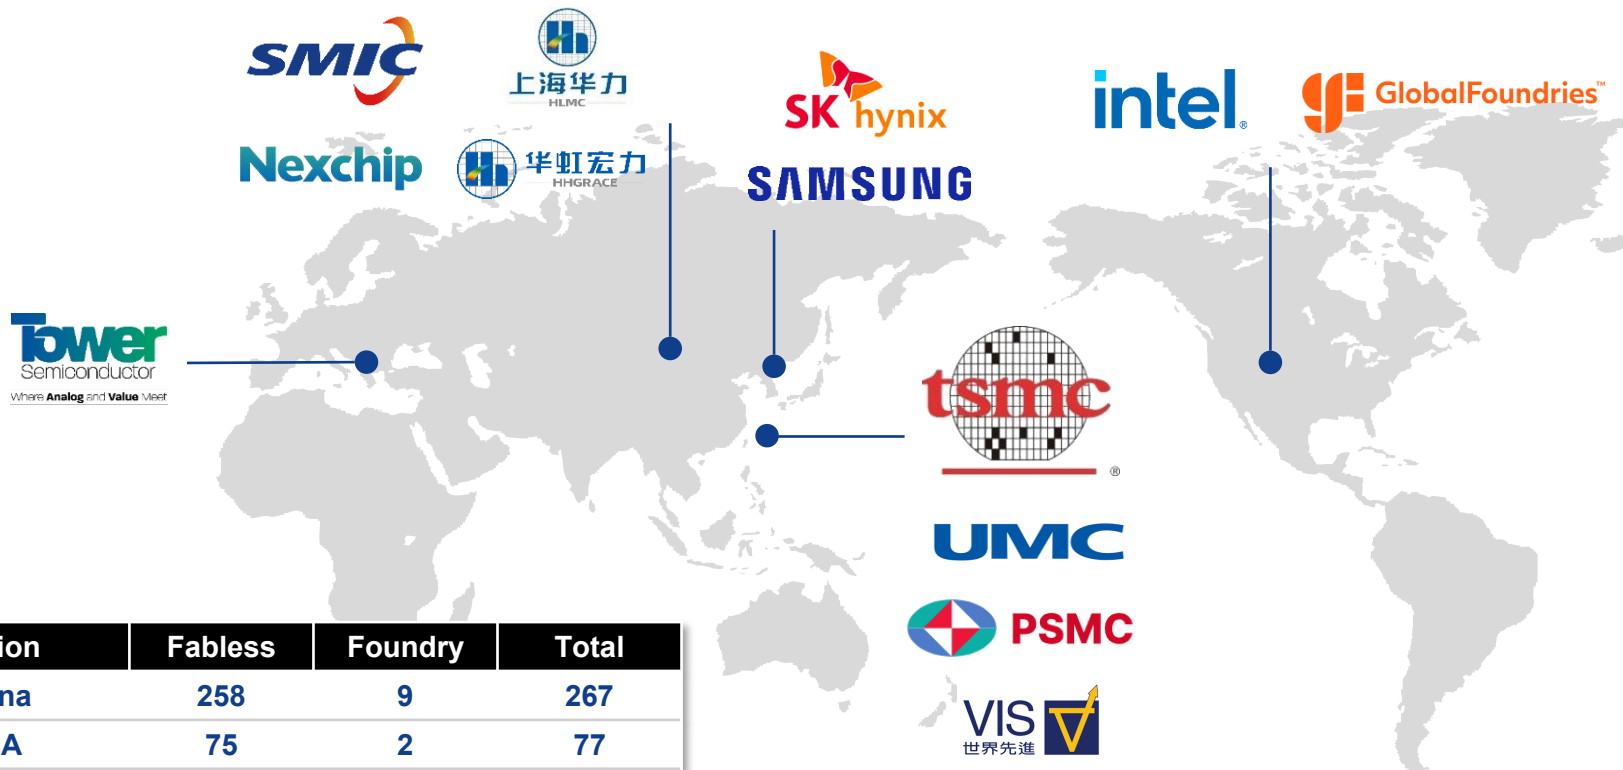 SMIC
上海华力
HLMC
SK hynix
intel®
GlobalFoundries™
Nexchip
华虹宏力
HHGRACE
SAMSUNG
Tower
Semiconductor
Where Analog and Value Meet
tsmc®
UMC
PSMC
VIS
世界先進
ion Fabless Foundry Total
na 258 9 267
A 75 2 77